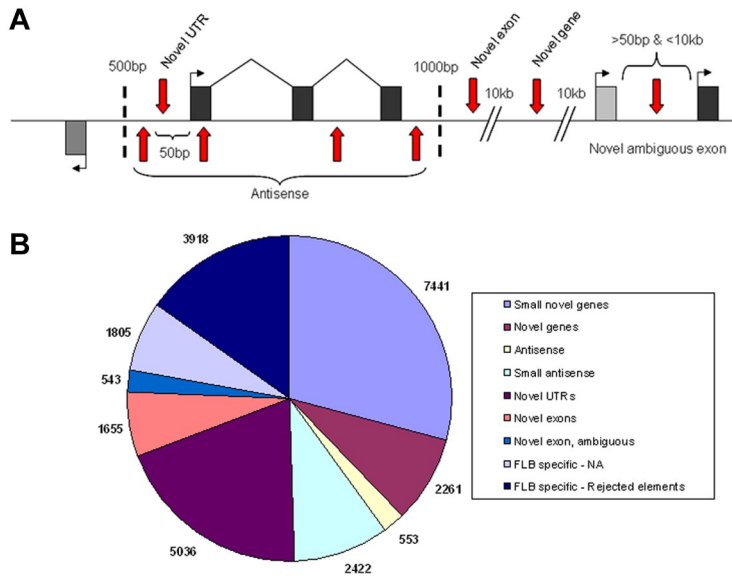 A
Novel UTR
Novel exon
Novel gene
>50bp & <10kb
500bp
1000bp
10kb
10kb
50bp
Novel ambiguous exon
Antisense
B
3918
7441
1805
543
1655
5036
2422
553
2261
Small novel genes
Novel genes
Antisense
Small antisense
Novel UTRs
Novel exons
Novel exon, ambiguous
FLB specific - NA
FLB specific - Rejected elements